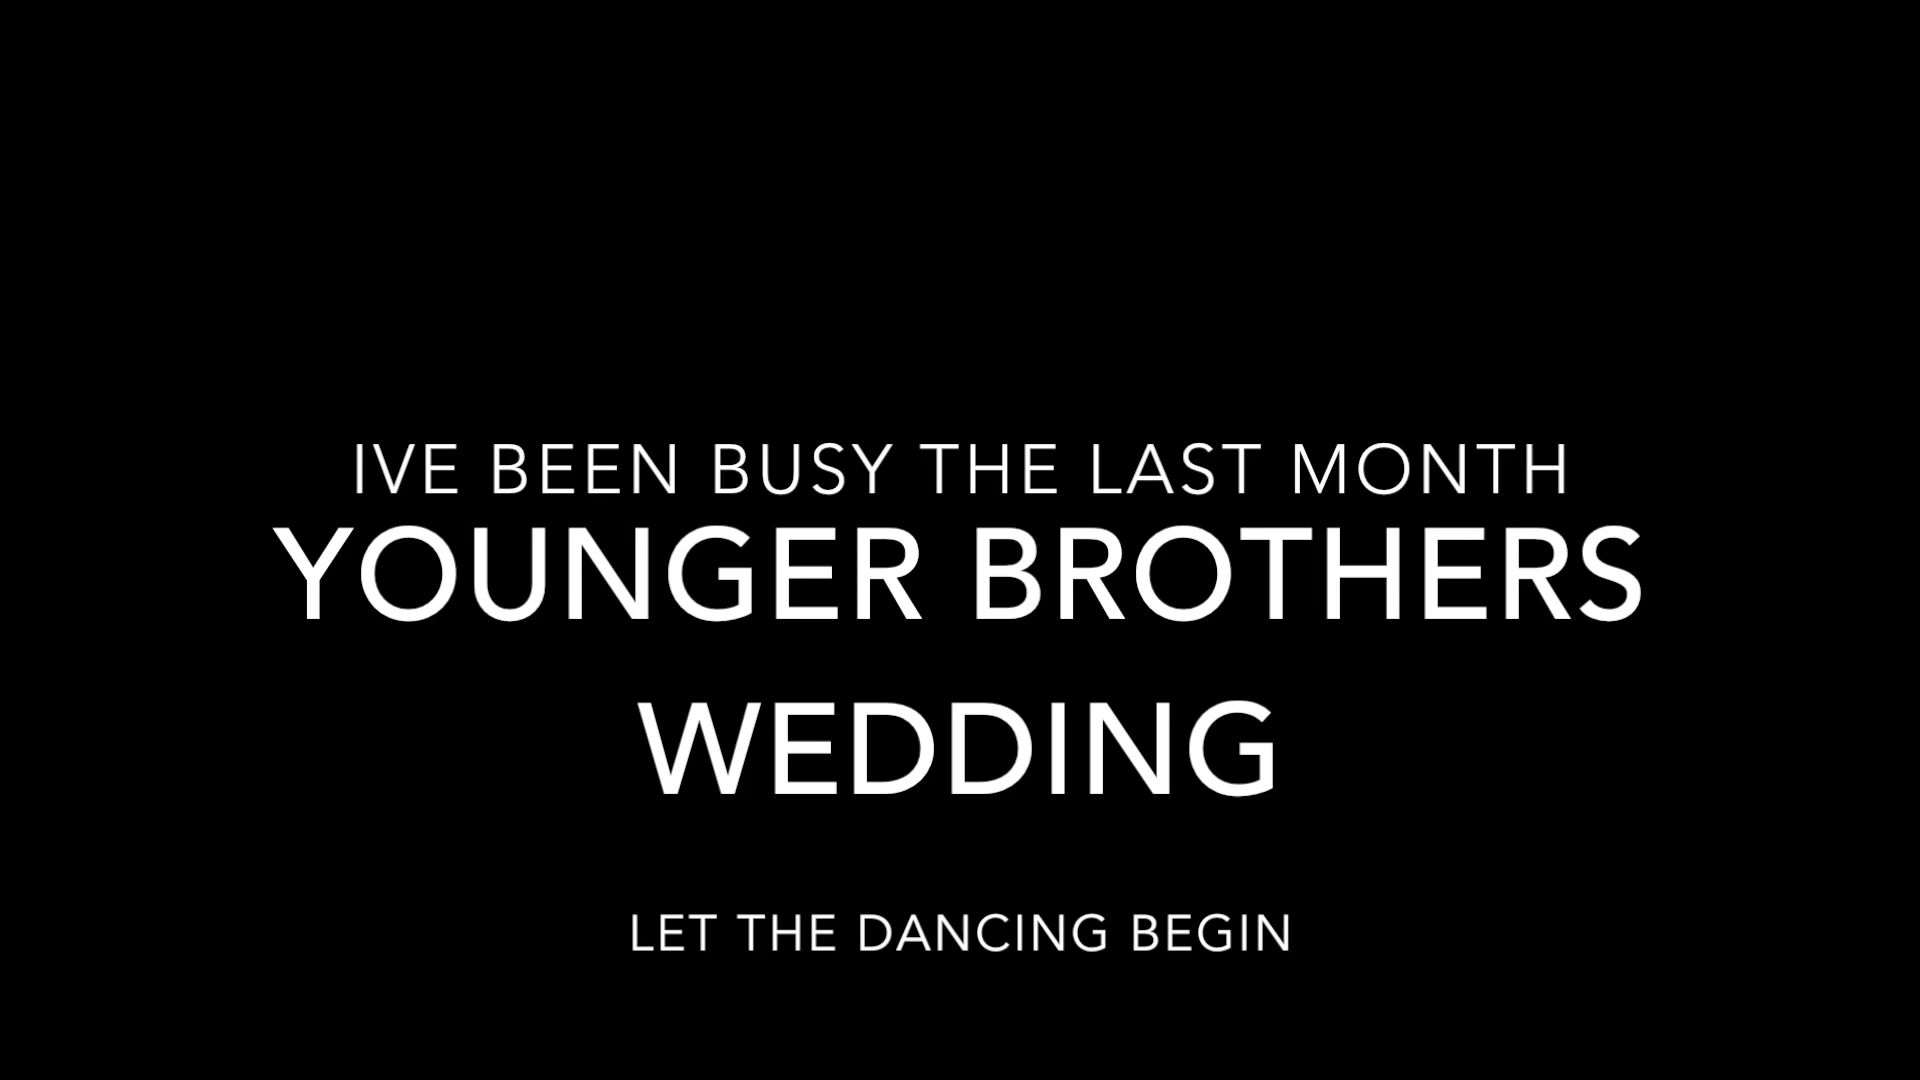 IVE BEEN BUSY THE LAST MONTH
YOUNGER BROTHERS
WEDDING
LET THE DANCING BEGIN